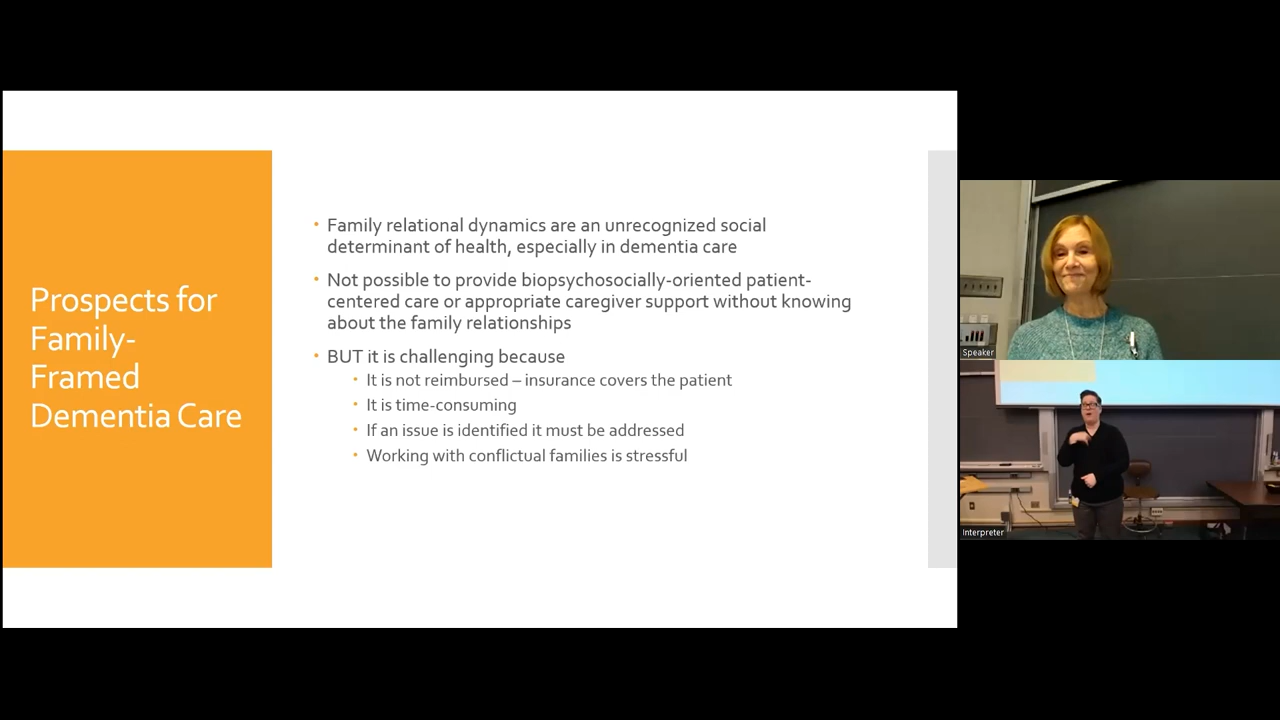 Prospects for
Family-
Framed
Dementia Care
• Family relational dynamics are an unrecognized social
determinant of health, especially in dementia care
• Not possible to provide biopsychosocially-oriented patient-
centered care or appropriate caregiver support without knowing
about the family relationships
• BUT it is challenging because
• It is not reimbursed – insurance covers the patient
• It is time-consuming
• If an issue is identified it must be addressed
• Working with conflictual families is stressful
Speaker
Interpreter